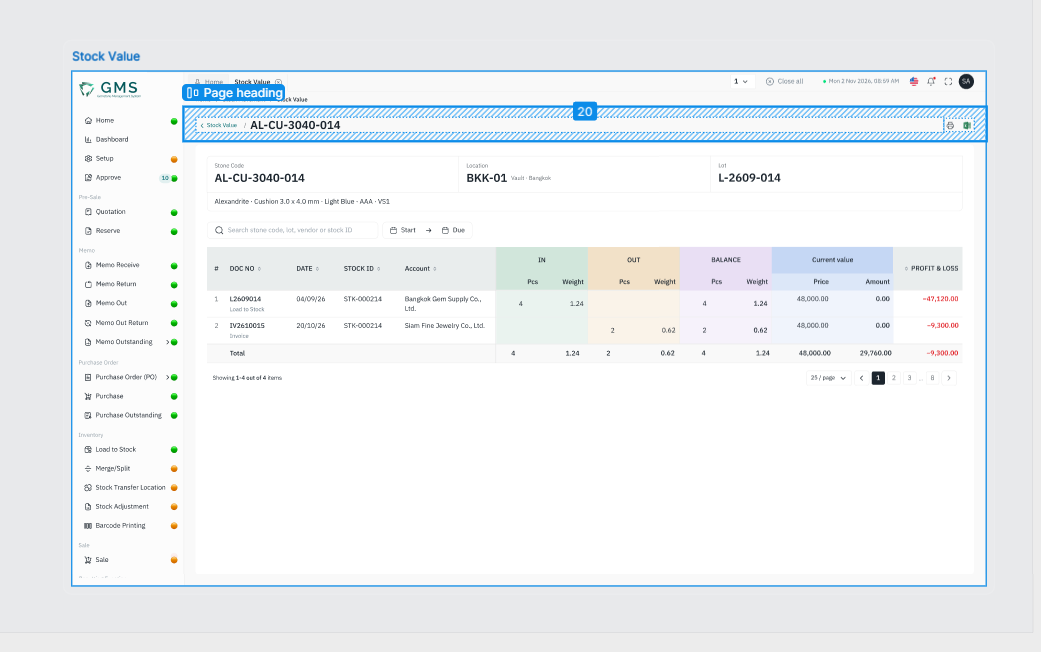 Stock Value
GMS
Home
Stock Value
1
Close all
Mon 2 Nov 2026, 08:59 AM
SA
Page heading
ck Value
20
Stock Value / AL-CU-3040-014
Home
Dashboard
Setup
Approve
10
Pre-Sale
Quotation
Reserve
Memo
Memo Receive
Memo Return
Memo Out
Memo Out Return
Memo Outstanding
Purchase Order
Purchase Order (PO)
Purchase
Purchase Outstanding
Inventory
Load to Stock
Merge/Split
Stock Transfer Location
Stock Adjustment
Barcode Printing
Sale
Sale
Stone Code
AL-CU-3040-014
Location
BKK-01 Vault · Bangkok
Lot
L-2609-014
Alexandrite · Cushion 3.0 x 4.0 mm · Light Blue · AAA · VS1
Search stone code, lot, vendor or stock ID
Start → Due
IN OUT BALANCE Current value
# DOC NO DATE STOCK ID Account PROFIT & LOSS
Pcs Weight Pcs Weight Pcs Weight Price Amount
1 L2609014 04/09/26 STK-000214 Bangkok Gem Supply Co., Ltd. 4 1.24 4 1.24 48,000.00 0.00 −47,120.00
Load to Stock
2 IV2610015 20/10/26 STK-000214 Siam Fine Jewelry Co., Ltd. 2 0.62 2 0.62 48,000.00 0.00 −9,300.00
Invoice
Total 4 1.24 2 0.62 4 1.24 48,000.00 29,760.00 −9,300.00
Showing 1-4 out of 4 items
25 / page
1 2 3 ... 8